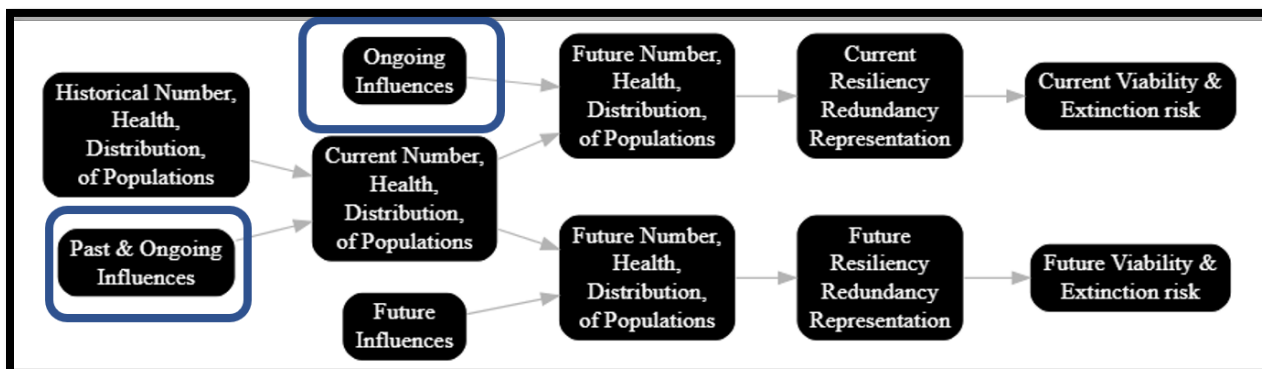 Historical Number,
Health,
Distribution,
of Populations
Past & Ongoing
Influences
Ongoing
Influences
Current Number,
Health,
Distribution,
of Populations
Future
Influences
Future Number,
Health,
Distribution,
of Populations
Future Number,
Health,
Distribution,
of Populations
Current
Resiliency
Redundancy
Representation
Future
Resiliency
Redundancy
Representation
Current Viability &
Extinction risk
Future Viability &
Extinction risk